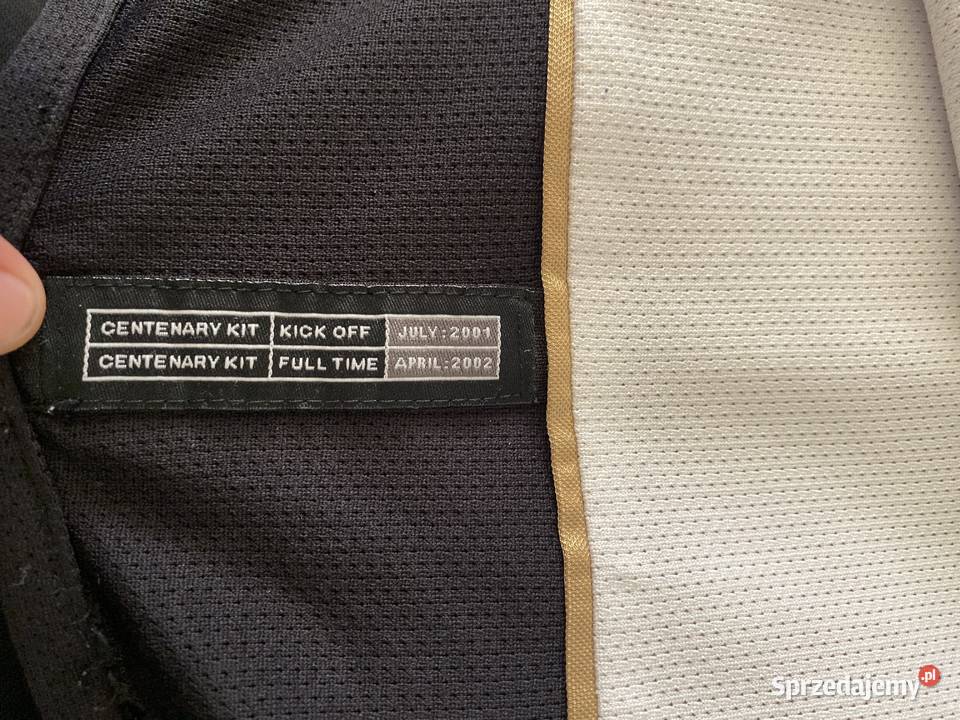 CENTENARY KIT KICK OFF JULY:2001
CENTENARY KIT FULL TIME APRIL:2002
Sprzedajemy.pl